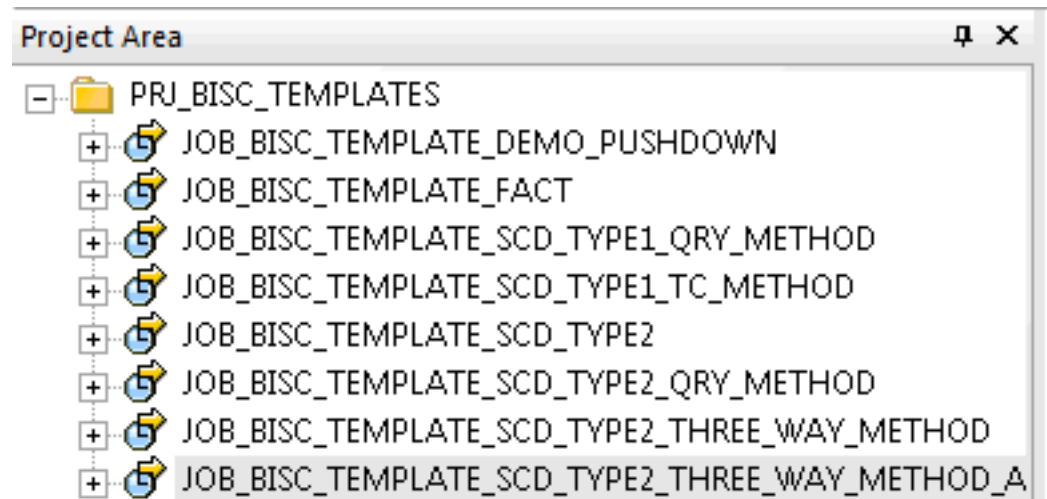 Project Area
PRJ_BISC_TEMPLATES
JOB_BISC_TEMPLATE_DEMO_PUSHDOWN
JOB_BISC_TEMPLATE_FACT
JOB_BISC_TEMPLATE_SCD_TYPE1_QRY_METHOD
JOB_BISC_TEMPLATE_SCD_TYPE1_TC_METHOD
JOB_BISC_TEMPLATE_SCD_TYPE2
JOB_BISC_TEMPLATE_SCD_TYPE2_QRY_METHOD
JOB_BISC_TEMPLATE_SCD_TYPE2_THREE_WAY_METHOD
JOB_BISC_TEMPLATE_SCD_TYPE2_THREE_WAY_METHOD_A